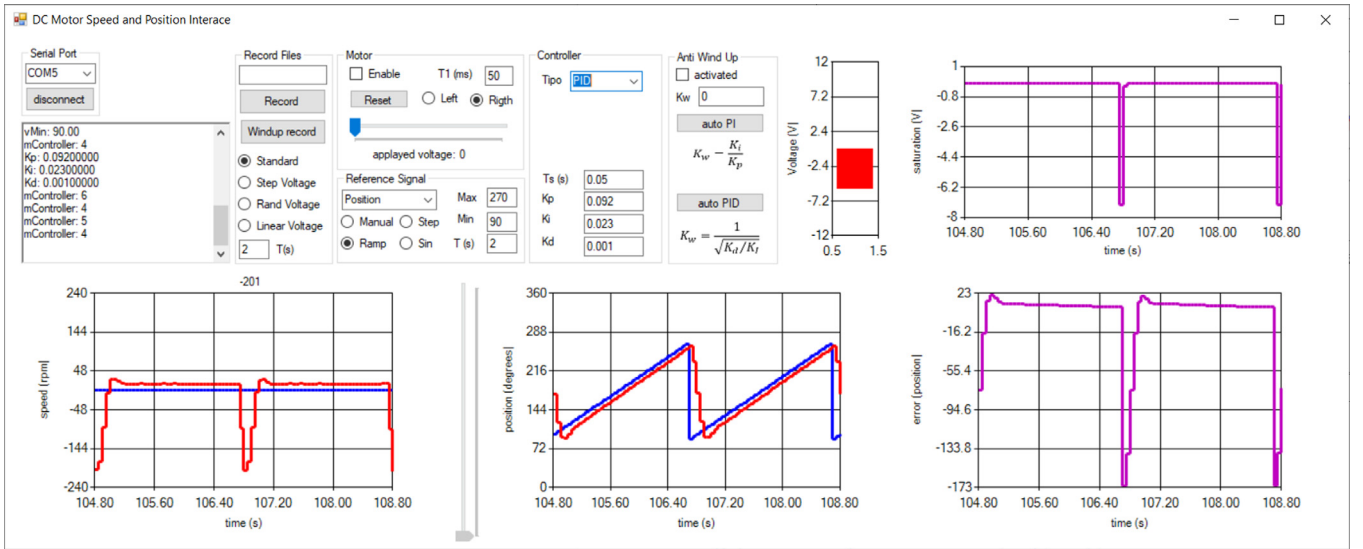 DC Motor Speed and Position Interace
Serial Port
COM5
disconnect
vMin: 90.00
mController: 4
Kp: 0.09200000
Ki: 0.02300000
Kd: 0.00100000
mController: 6
mController: 4
mController: 5
mController: 4
Record Files
Record
Windup record
Standard
Step Voltage
Rand Voltage
Linear Voltage
2 T(s)
Motor
Enable T1 (ms) 50
Reset Left Rigth
applayed voltage: 0
Reference Signal
Position Max 270
Manual Step Min 90
Ramp Sin T (s) 2
Controller
Tipo PID
Ts (s) 0.05
Kp 0.092
Ki 0.023
Kd 0.001
Anti Wind Up
activated
Kw 0
auto PI
K_w − K_i/K_p
auto PID
K_w = 1/√(K_d/K_I)
Voltage [V]
12
7.2
2.4
-2.4
-7.2
-12
0.5 1.5
saturation [V]
1
-0.8
-2.6
-4.4
-6.2
-8
104.80 105.60 106.40 107.20 108.00 108.80
time (s)
-201
speed [rpm]
240
144
48
-48
-144
-240
104.80 105.60 106.40 107.20 108.00 108.80
time (s)
position [degrees]
360
288
216
144
72
0
104.80 105.60 106.40 107.20 108.00 108.80
time (s)
error [position]
23
-16.2
-55.4
-94.6
-133.8
-173
104.80 105.60 106.40 107.20 108.00 108.80
time (s)